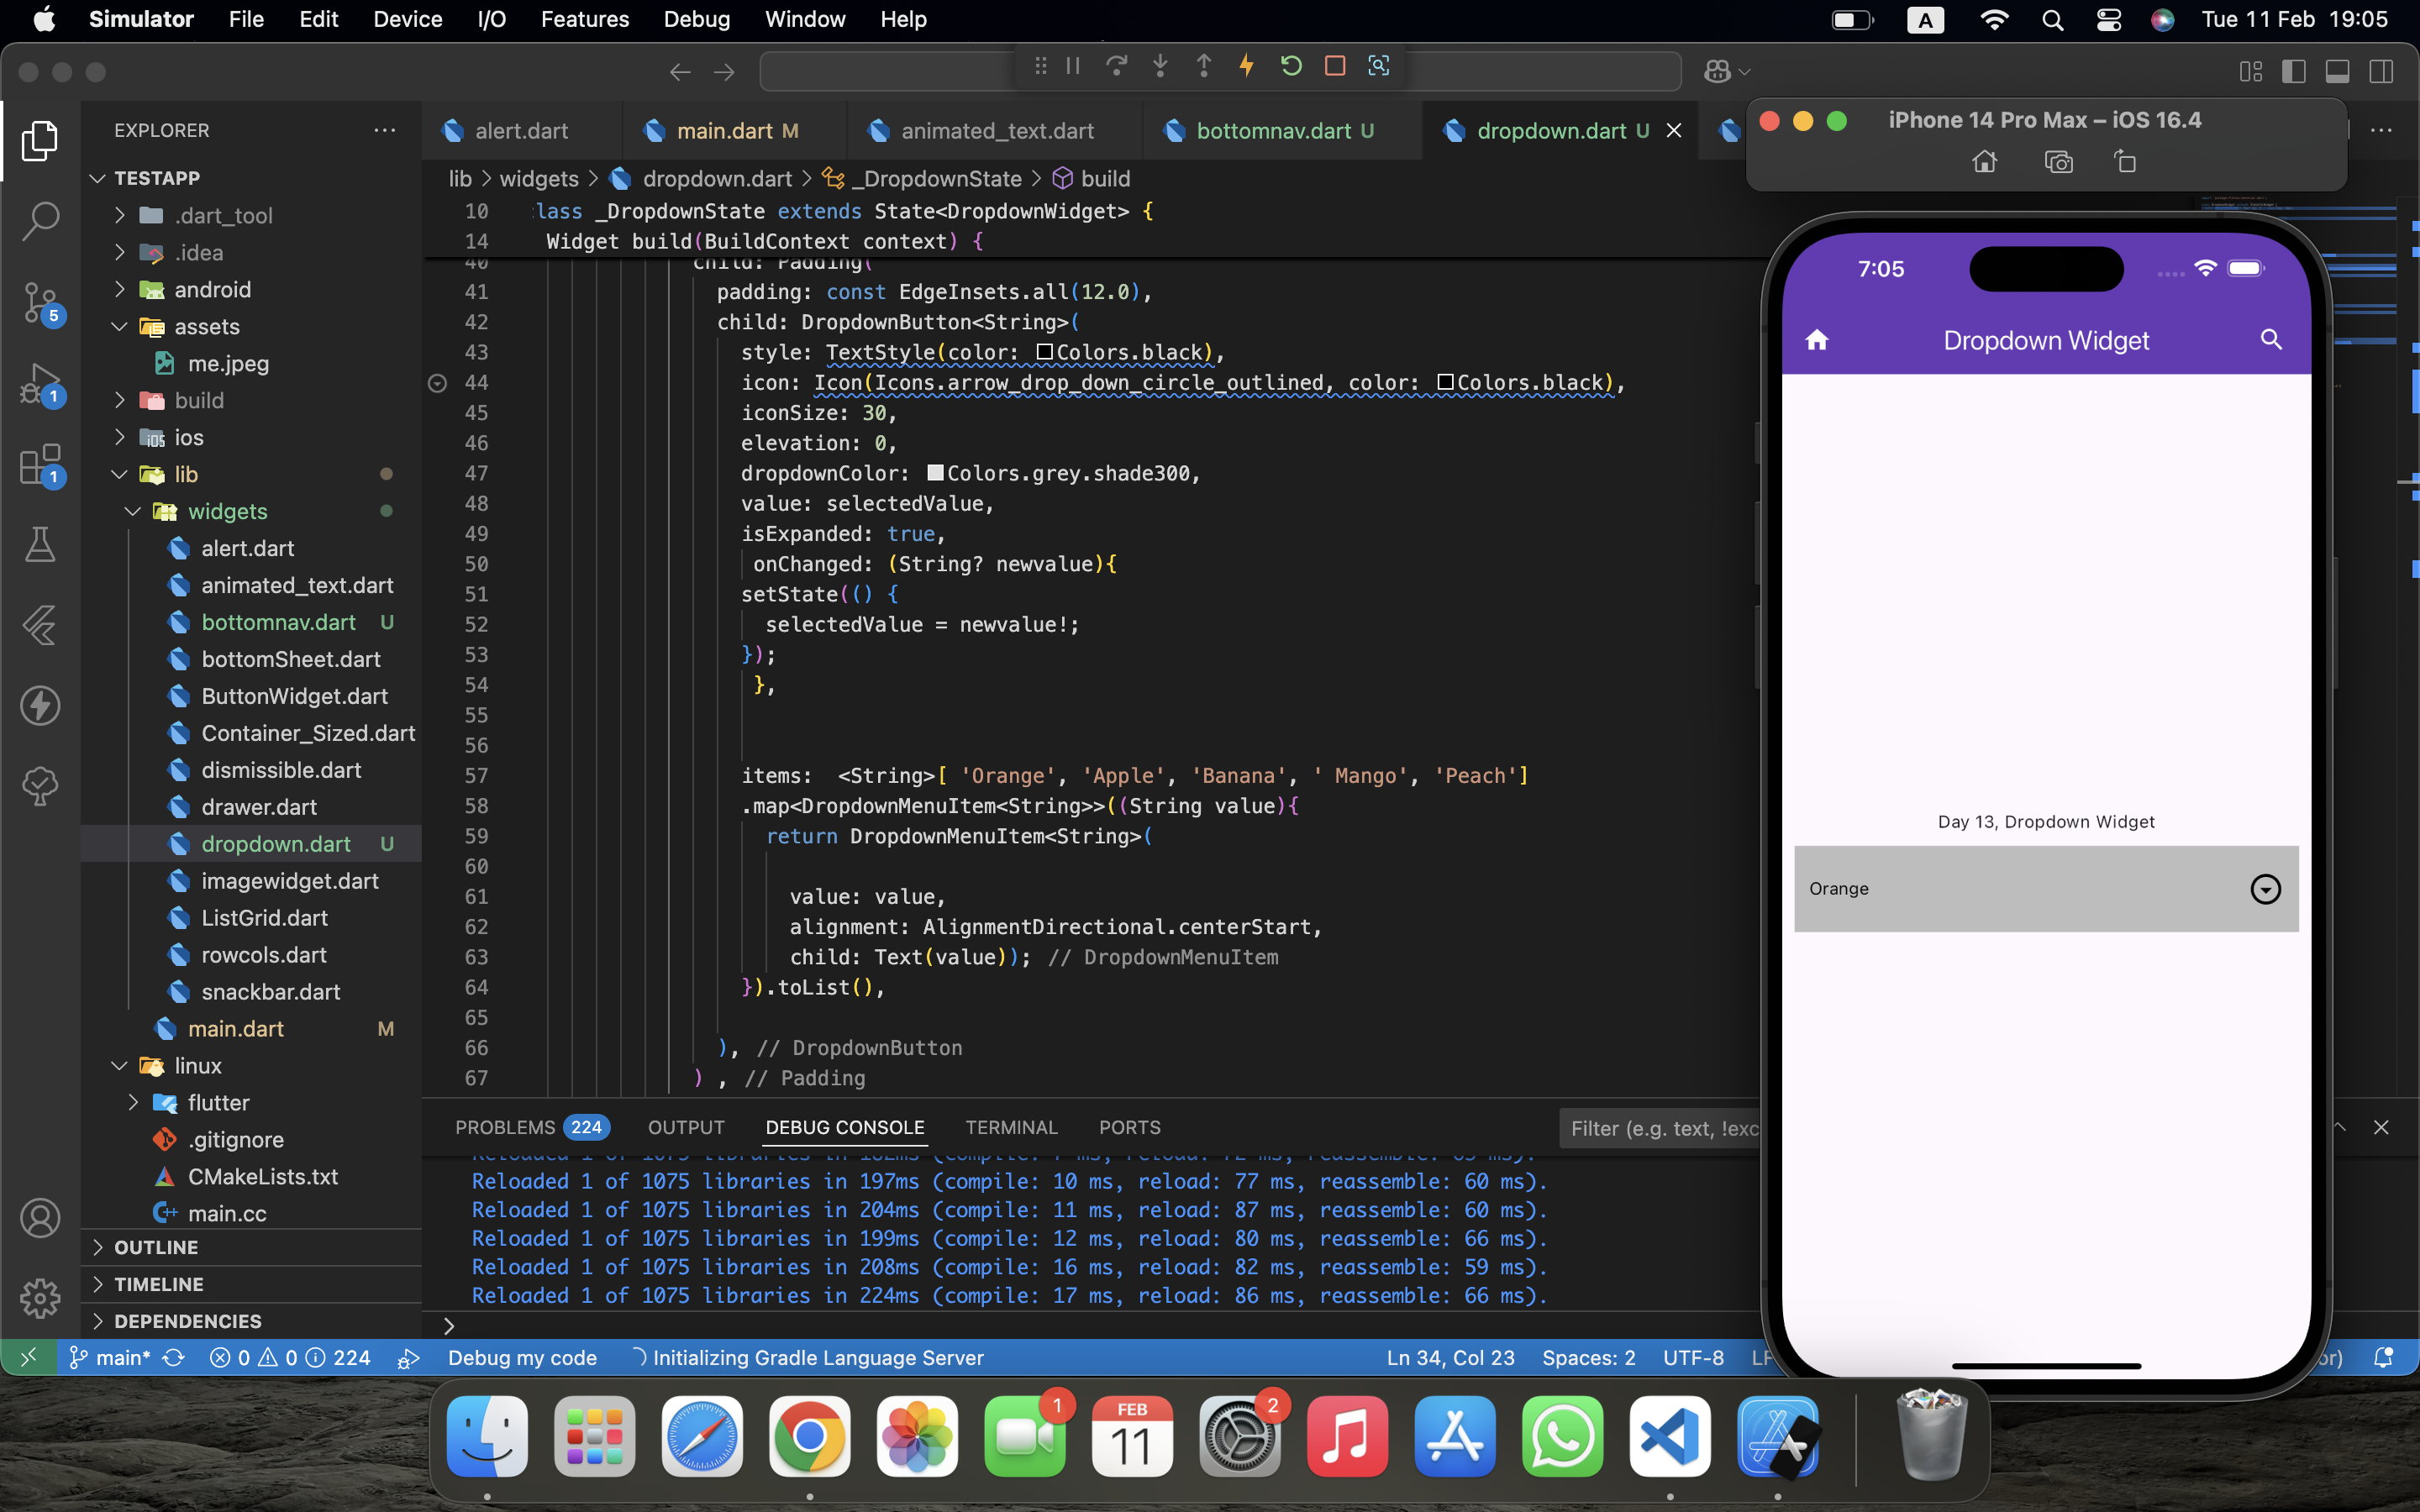 Simulator File Edit Device I/O Features Debug Window Help A Tue 11 Feb 19:05
EXPLORER
TESTAPP
.dart_tool
.idea
android
assets
me.jpeg
build
ios
lib
widgets
alert.dart
animated_text.dart
bottomnav.dart U
bottomSheet.dart
ButtonWidget.dart
Container_Sized.dart
dismissible.dart
drawer.dart
dropdown.dart U
imagewidget.dart
ListGrid.dart
rowcols.dart
snackbar.dart
main.dart M
linux
flutter
.gitignore
CMakeLists.txt
main.cc
OUTLINE
TIMELINE
DEPENDENCIES
5
1
1
alert.dart main.dart M animated_text.dart bottomnav.dart U dropdown.dart U
lib > widgets > dropdown.dart > _DropdownState > build
10 lass _DropdownState extends State<DropdownWidget> {
14 Widget build(BuildContext context) {
40 child: Padding(
41 padding: const EdgeInsets.all(12.0),
42 child: DropdownButton<String>(
43 style: TextStyle(color: Colors.black),
44 icon: Icon(Icons.arrow_drop_down_circle_outlined, color: Colors.black),
45 iconSize: 30,
46 elevation: 0,
47 dropdownColor: Colors.grey.shade300,
48 value: selectedValue,
49 isExpanded: true,
50 onChanged: (String? newvalue){
51 setState(() {
52 selectedValue = newvalue!;
53 });
54 },
55
56
57 items: <String>[ 'Orange', 'Apple', 'Banana', ' Mango', 'Peach']
58 .map<DropdownMenuItem<String>>((String value){
59 return DropdownMenuItem<String>(
60
61 value: value,
62 alignment: AlignmentDirectional.centerStart,
63 child: Text(value)); // DropdownMenuItem
64 }).toList(),
65
66 ), // DropdownButton
67 ) , // Padding
PROBLEMS 224 OUTPUT DEBUG CONSOLE TERMINAL PORTS Filter (e.g. text, !exc
Reloaded 1 of 1075 libraries in 197ms (compile: 10 ms, reload: 77 ms, reassemble: 60 ms).
Reloaded 1 of 1075 libraries in 204ms (compile: 11 ms, reload: 87 ms, reassemble: 60 ms).
Reloaded 1 of 1075 libraries in 199ms (compile: 12 ms, reload: 80 ms, reassemble: 66 ms).
Reloaded 1 of 1075 libraries in 208ms (compile: 16 ms, reload: 82 ms, reassemble: 59 ms).
Reloaded 1 of 1075 libraries in 224ms (compile: 17 ms, reload: 86 ms, reassemble: 66 ms).
main* 0 0 224 Debug my code Initializing Gradle Language Server Ln 34, Col 23 Spaces: 2 UTF-8 LF or)
iPhone 14 Pro Max – iOS 16.4
7:05
Dropdown Widget
Day 13, Dropdown Widget
Orange
1
FEB
11
2